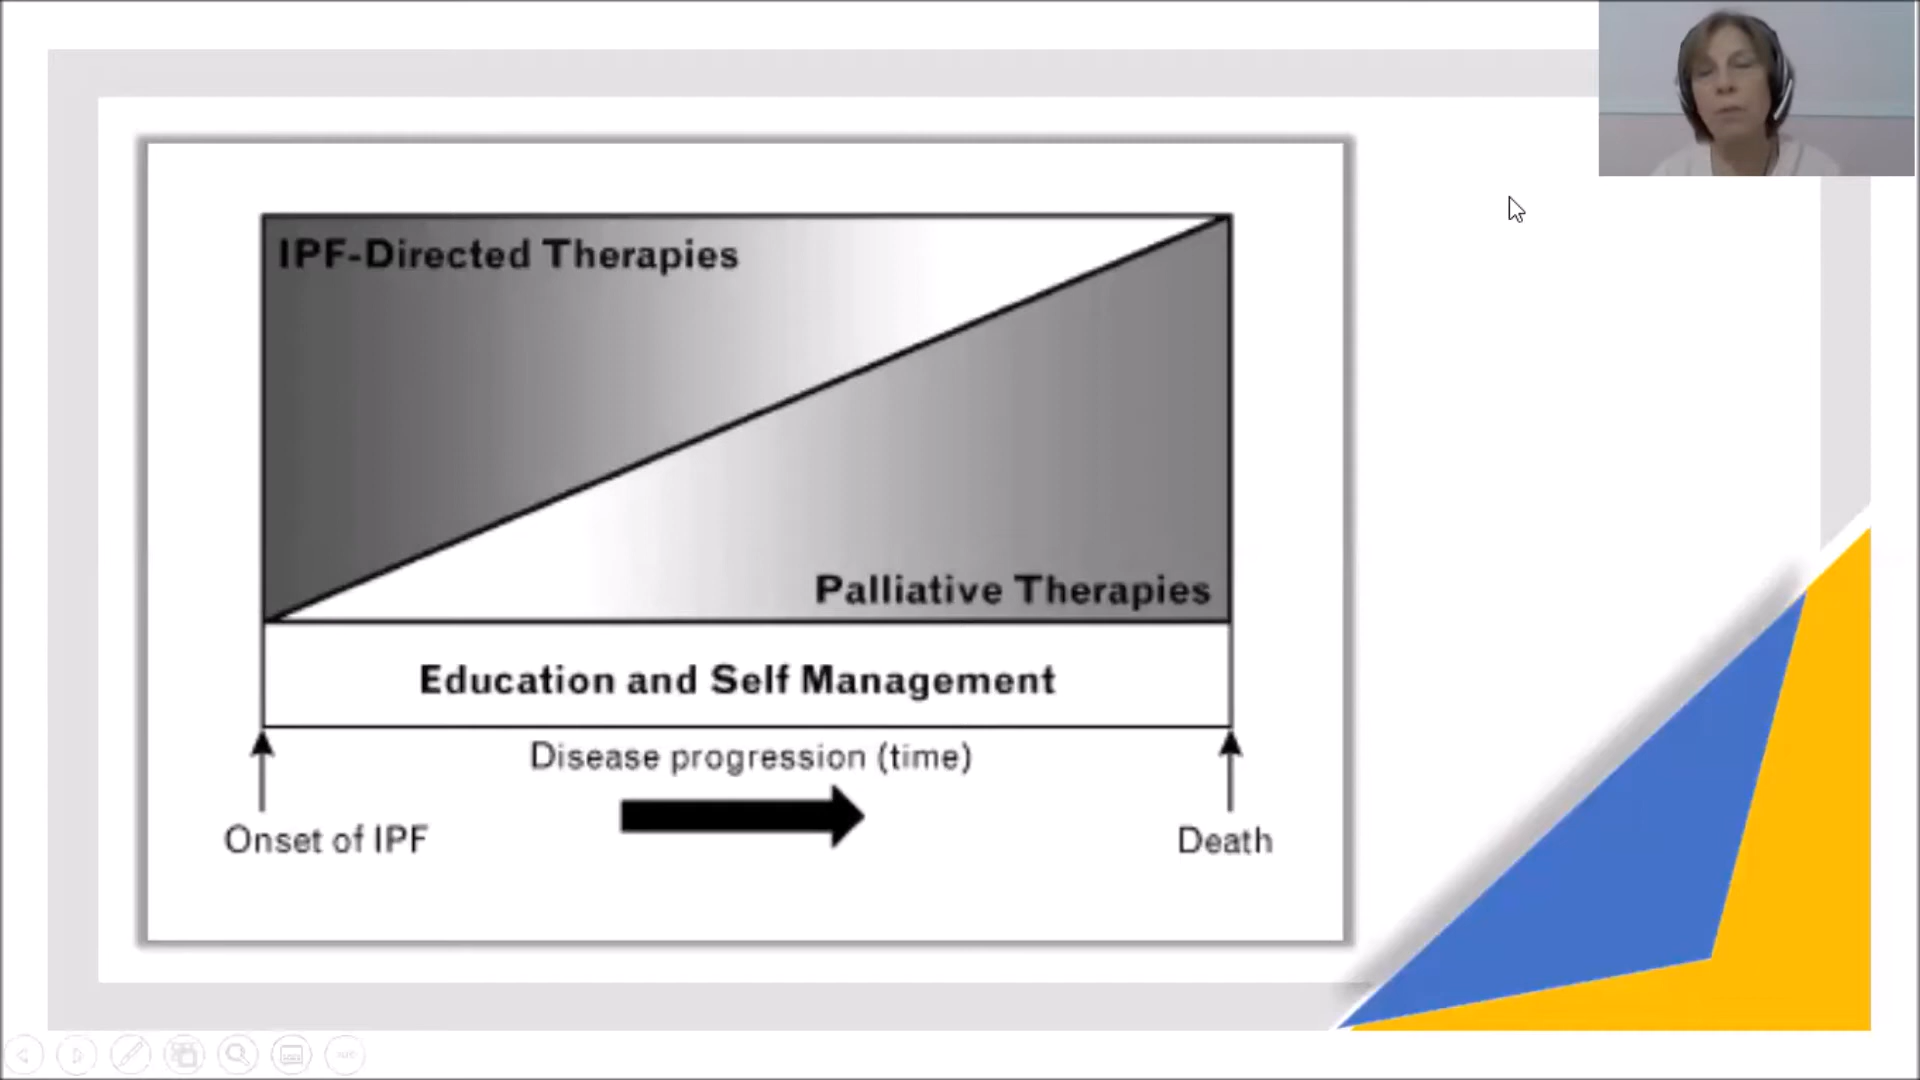 IPF-Directed Therapies
Palliative Therapies
Education and Self Management
Disease progression (time)
Onset of IPF
Death